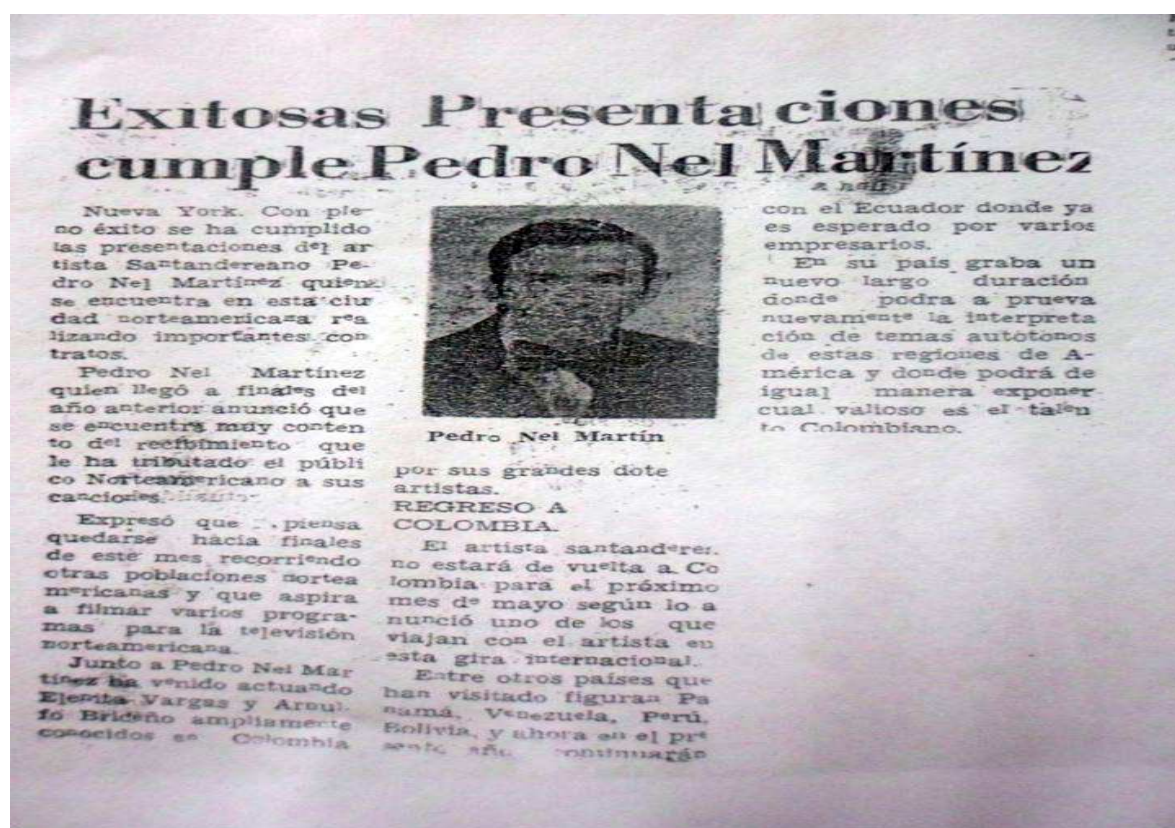 Exitosas Presentaciones
cumple Pedro Nel Martínez
Nueva York. Con ple-
no éxito se ha cumplido
las presentaciones del ar
tista Santandereano Pe-
dro Nel Martínez quien
se encuentra en esta ciu
dad norteamericana rea
lizando importantes con
tratos.
Pedro Nel Martínez
quien llegó a finales del
año anterior anunció que
se encuentra muy conten
to del recibimiento que
le ha tributado el públi
co Norteamericano a sus
canciones.
Expresó que piensa
quedarse hacia finales
de este mes recorriendo
otras poblaciones nortea
mericanas y que aspira
a filmar varios progra-
mas para la televisión
norteamericana.
Junto a Pedro Nel Mar
tínez ha venido actuando
Elenita Vargas y Arnul-
fo Briceño ampliamente
conocidos en Colombia
Pedro Nel Martín
por sus grandes dote
artistas.
REGRESO A
COLOMBIA.
El artista santanderea
no estará de vuelta a Co
lombia para el próximo
mes de mayo según lo a
nunció uno de los que
viajan con el artista en
esta gira internacional.
Entre otros países que
han visitado figuran Pa
namá, Venezuela, Perú,
Bolivia, y ahora en el pre
sente año continuarán
con el Ecuador donde ya
es esperado por varios
empresarios.
En su país graba un
nuevo largo duración
donde podra a prueva
nuevamente la interpreta
ción de temas autótonos
de estas regiones de A-
mérica y donde podrá de
igual manera exponer
cual valioso es el talen
to Colombiano.